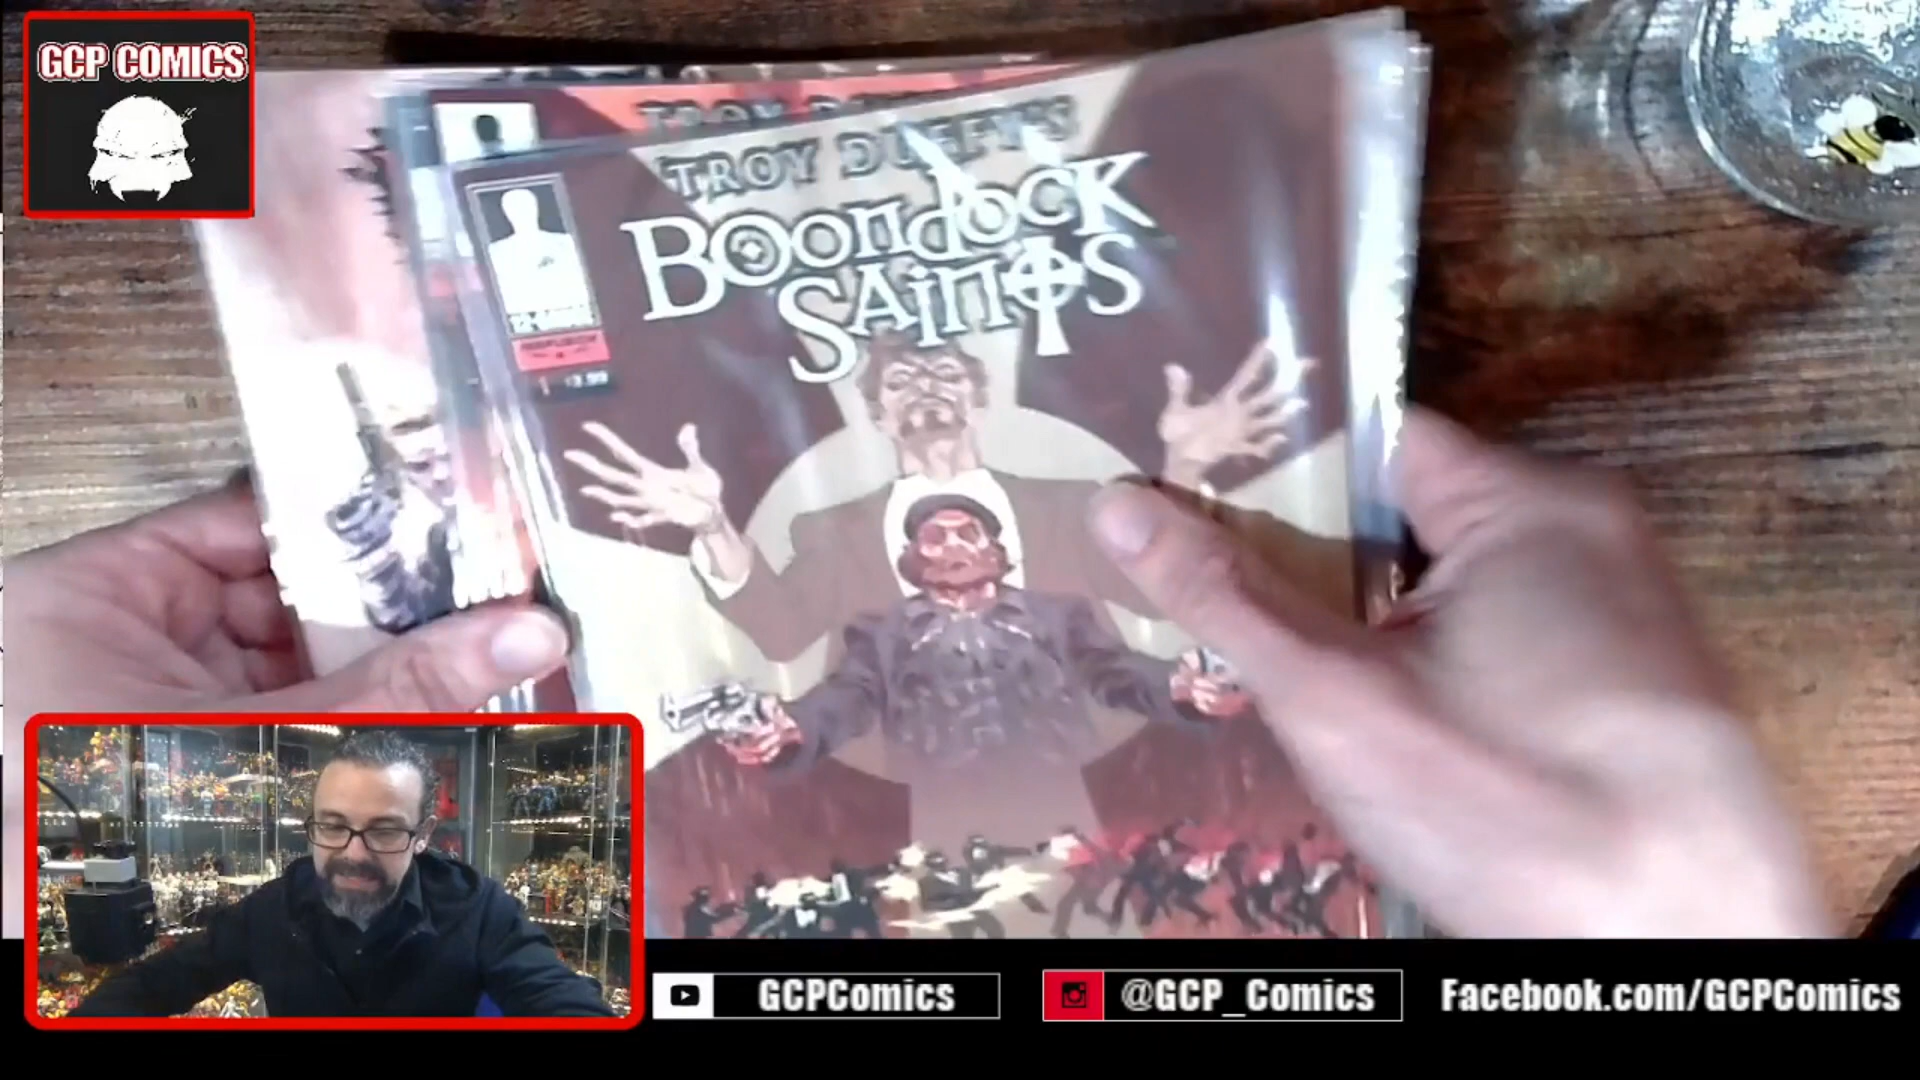 GCP COMICS
TROY DUFFY'S
BOONDOCK
SAINTS
GCPComics
@GCP_Comics
Facebook.com/GCPComics